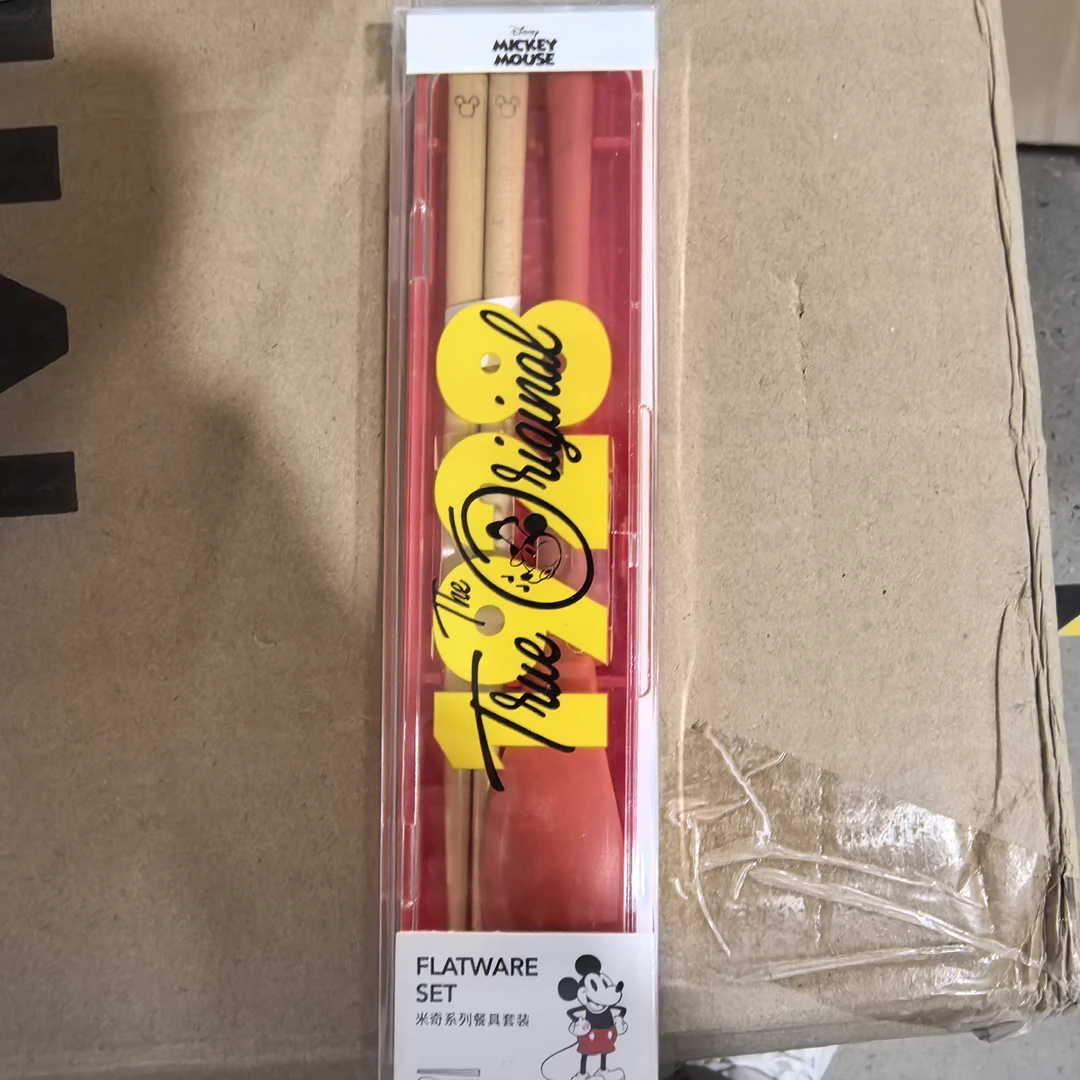 Disney
MICKEY
MOUSE
1928
The
True Original
FLATWARE
SET
米奇系列餐具套装